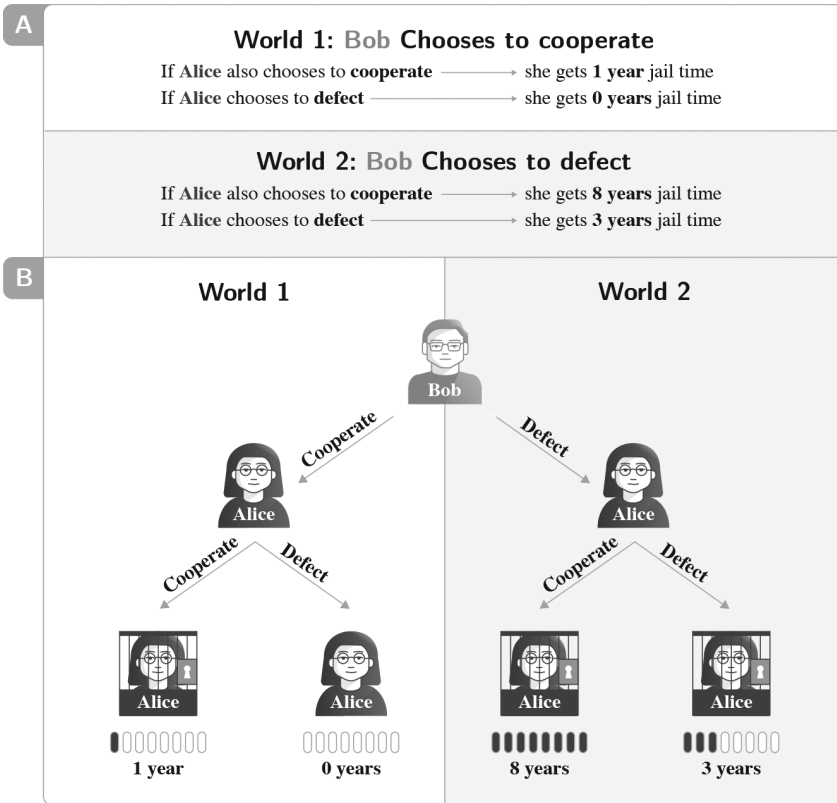 A
World 1: Bob Chooses to cooperate
If Alice also chooses to cooperate she gets 1 year jail time
If Alice chooses to defect she gets 0 years jail time
World 2: Bob Chooses to defect
If Alice also chooses to cooperate she gets 8 years jail time
If Alice chooses to defect she gets 3 years jail time
B
World 1
World 2
Bob
Cooperate
Defect
Alice
Alice
Cooperate
Defect
Cooperate
Defect
Alice
Alice
Alice
Alice
1 year
0 years
8 years
3 years